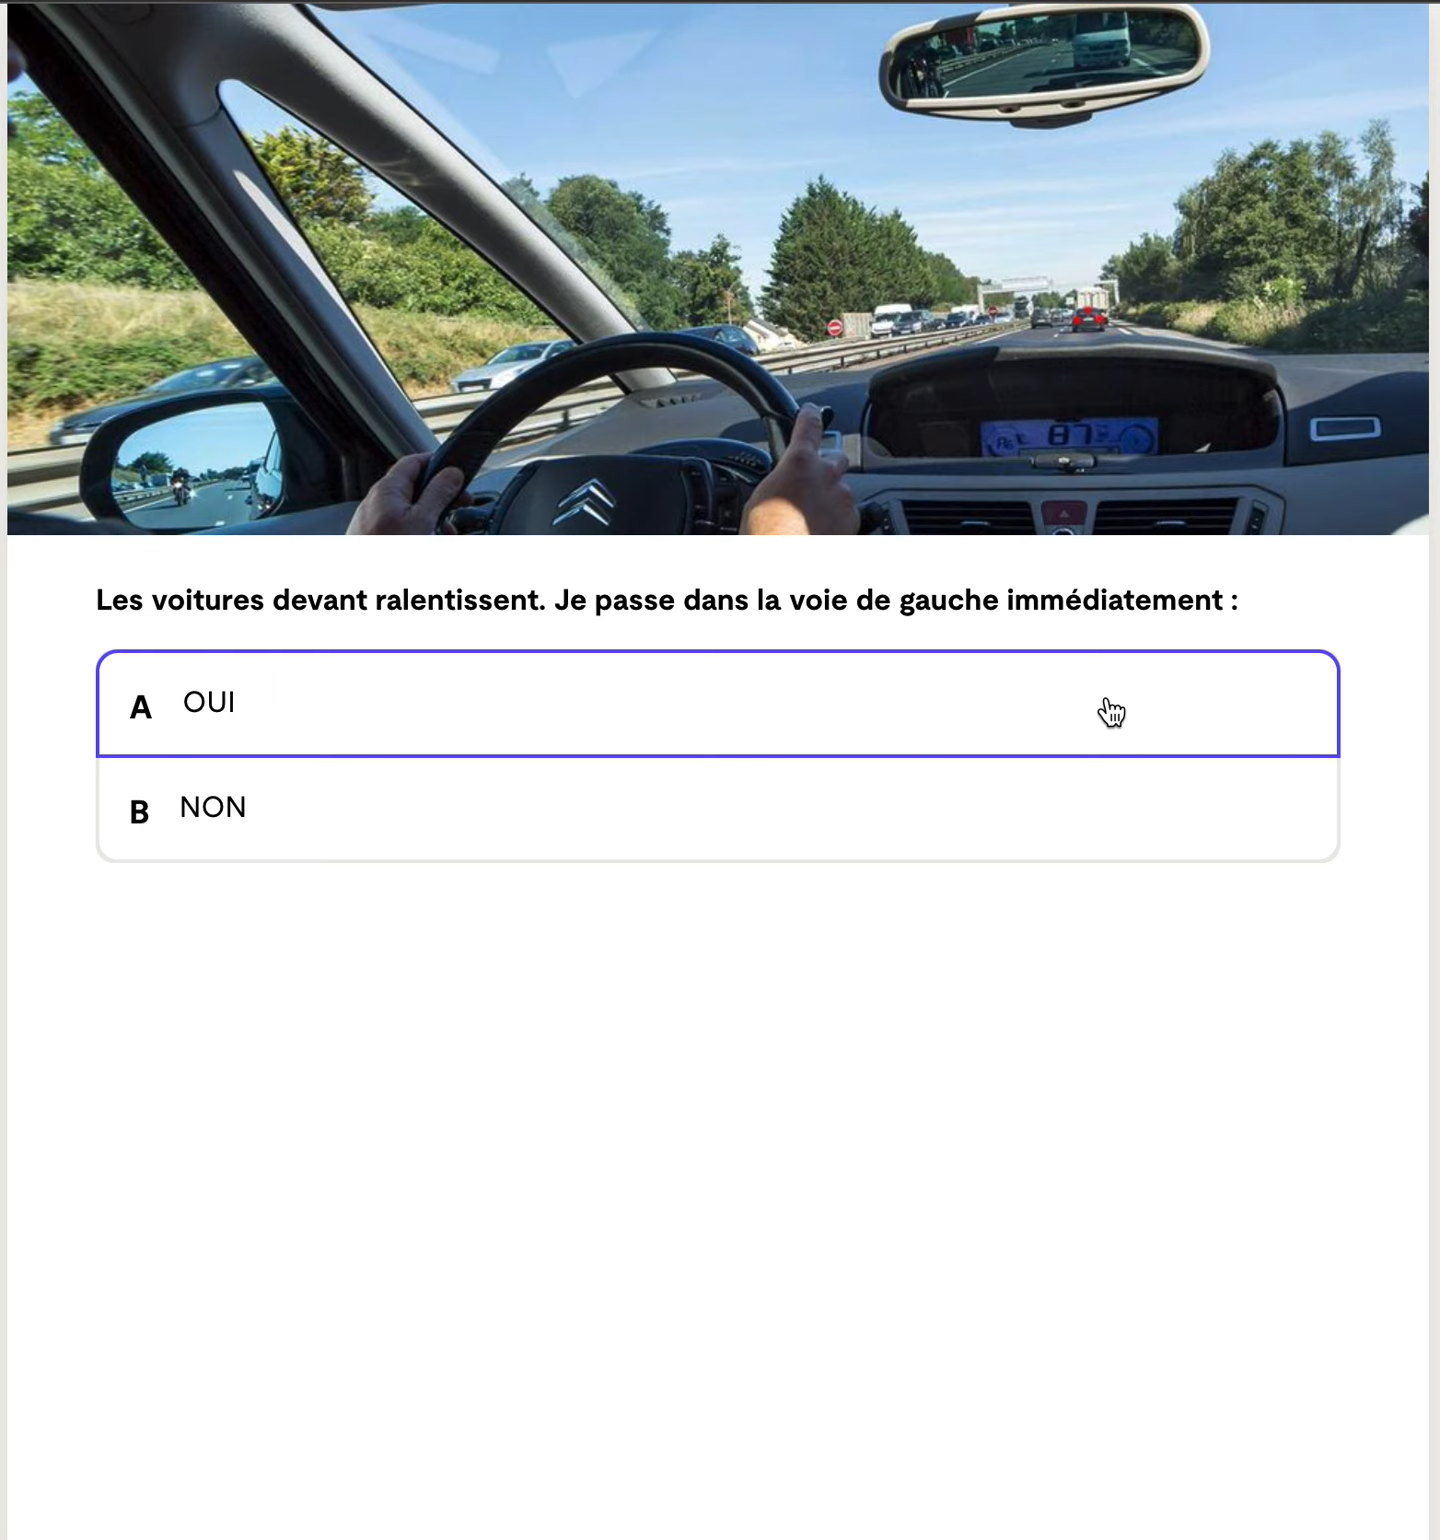 87
Les voitures devant ralentissent. Je passe dans la voie de gauche immédiatement :
A OUI
B NON